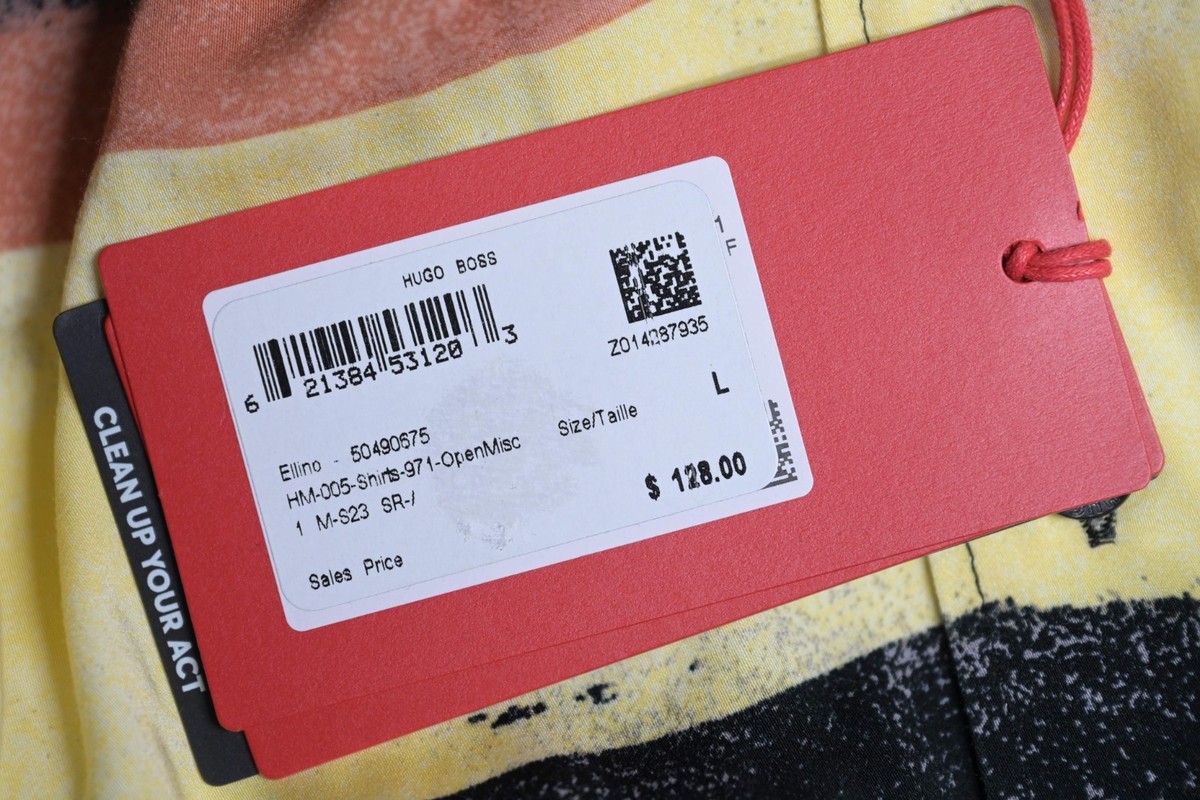 HUGO BOSS
6 21384 53120 3
Z014287935
1
F
L
Ellino - 50490675
Size/Taille
HM-005-Shirts-971-OpenMisc
1 M-S23 SR-/
$ 128.00
Sales Price
CLEAN UP YOUR ACT